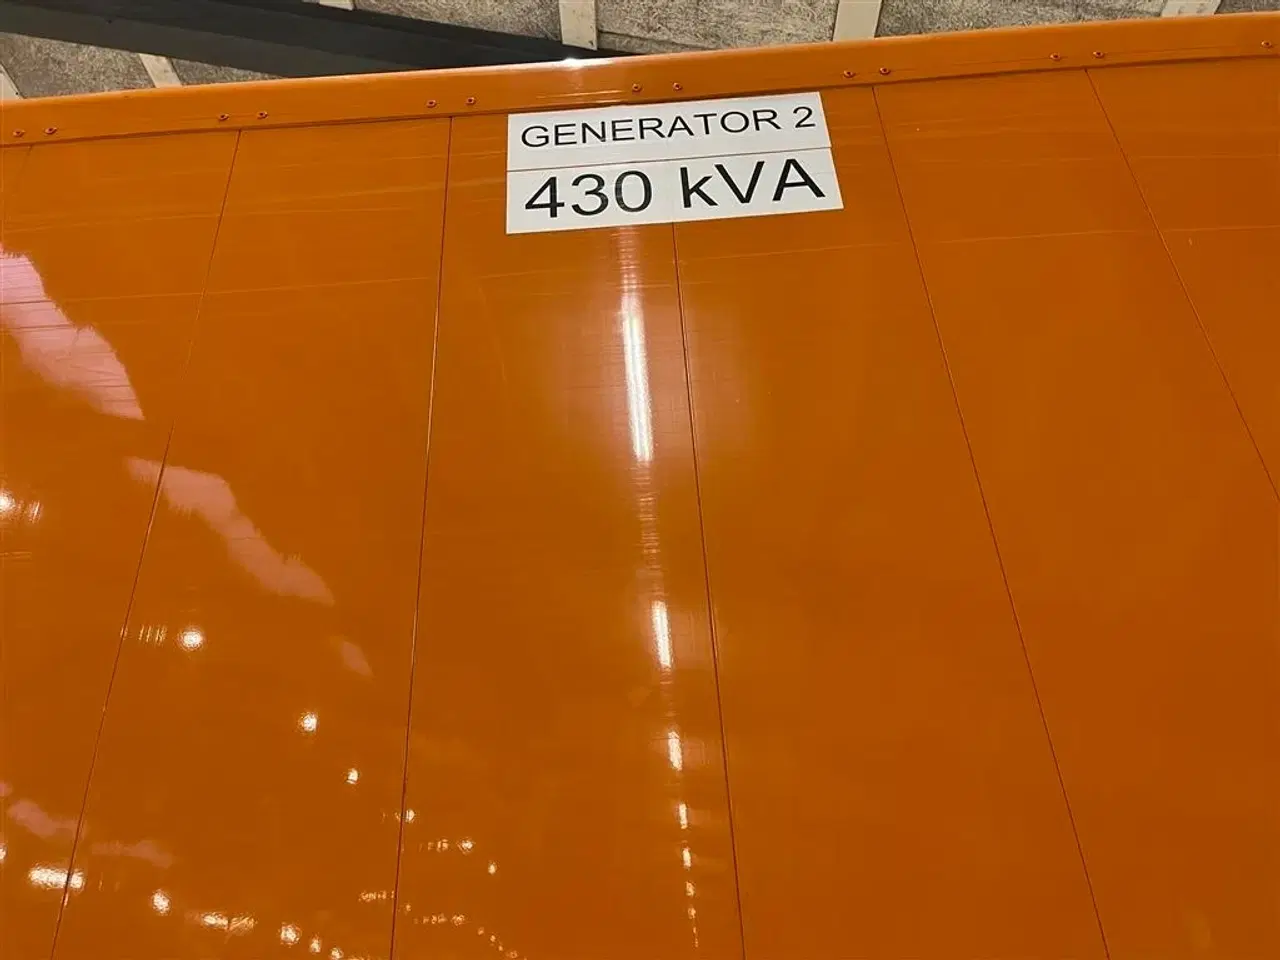 GENERATOR 2
430 kVA